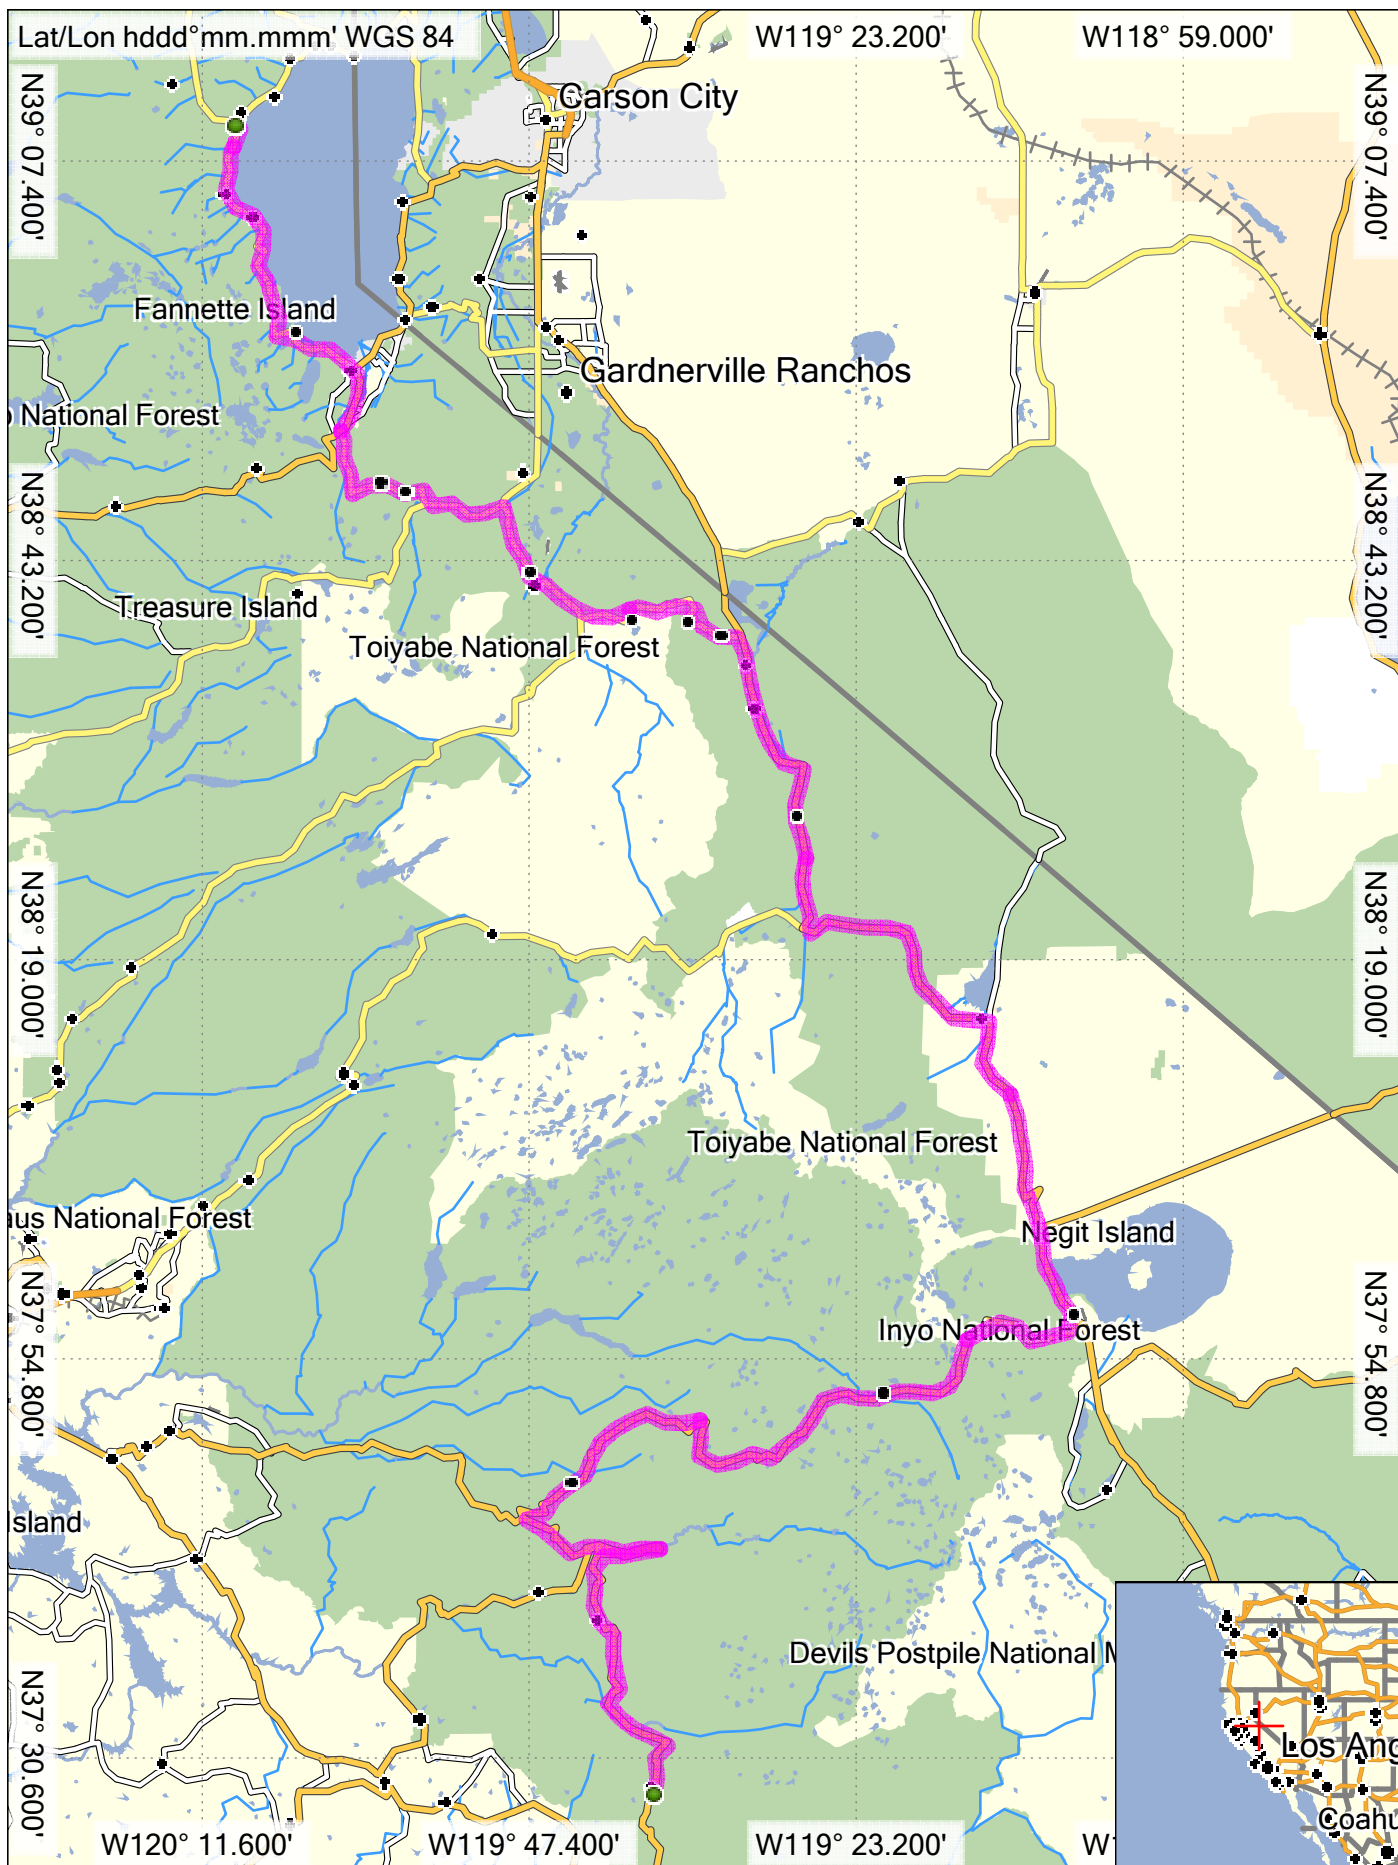 Lat/Lon hddd°mm.mmm' WGS 84
W119° 23.200'
W118° 59.000'
N39° 07.400'
N39° 07.400'
Carson City
Fannette Island
Gardnerville Ranchos
National Forest
N38° 43.200'
N38° 43.200'
Treasure Island
Toiyabe National Forest
N38° 19.000'
N38° 19.000'
Toiyabe National Forest
aus National Forest
Negit Island
N37° 54.800'
N37° 54.800'
Inyo National Forest
Island
Devils Postpile National M
N37° 30.600'
Los Ang
Coahu
W120° 11.600'
W119° 47.400'
W119° 23.200'
W1